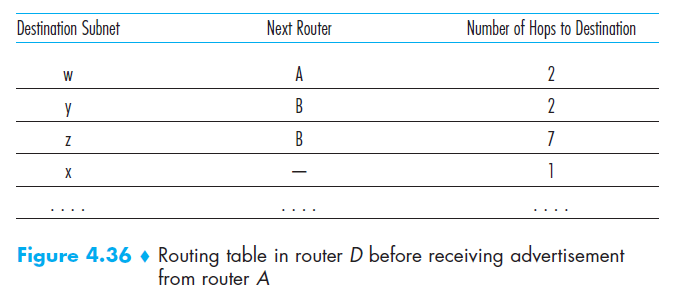 Destination Subnet Next Router Number of Hops to Destination
w A 2
y B 2
z B 7
x — 1
. . . . . . . . . . . .
Figure 4.36 ♦ Routing table in router D before receiving advertisement
from router A